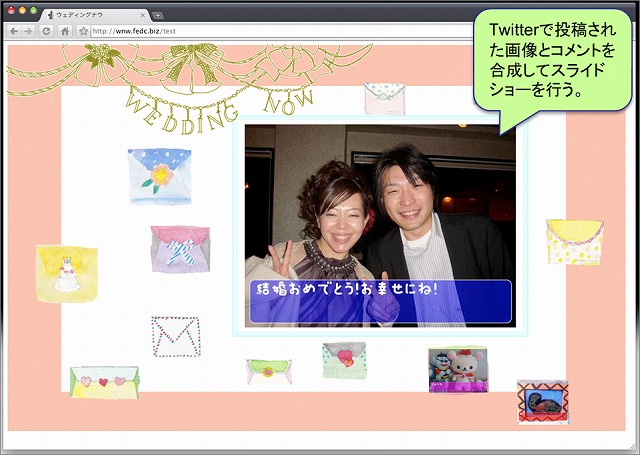 ウェディングナウ
http://wnw.fedc.biz/test
Twitterで投稿され
た画像とコメントを
合成してスライド
ショーを行う。
WEDDING NOW
結婚おめでとう!お幸せにね!